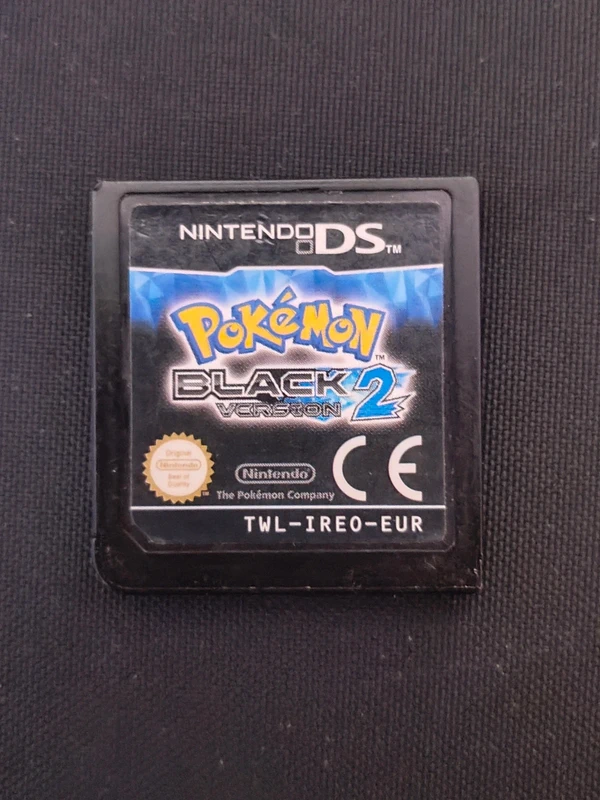 NINTENDO DS™
POKéMON™
BLACK 2
VERSION
Original
Nintendo
Seal of
Quality
™
Nintendo
CE
The Pokémon Company
TWL-IREO-EUR